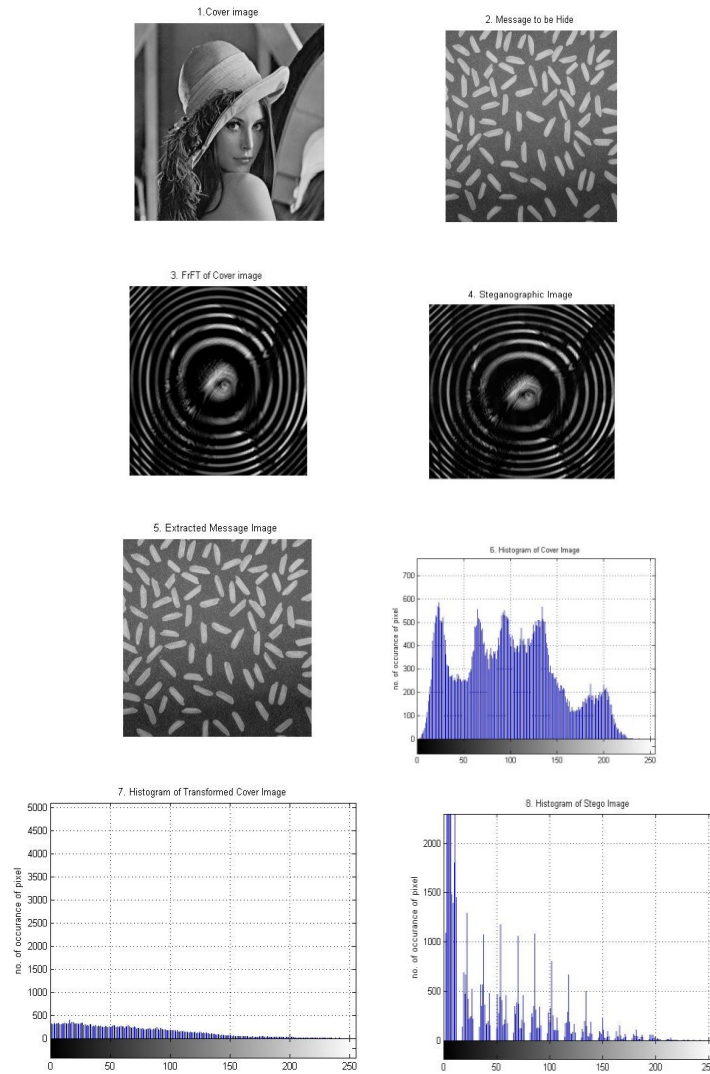 1.Cover image
2. Message to be Hide
3. FrFT of Cover image
4. Steganographic Image
5. Extracted Message Image
6. Histogram of Cover Image
no. of occurance of pixel
700
600
500
400
300
200
100
0
0 50 100 150 200 250
7. Histogram of Transformed Cover Image
no. of occurance of pixel
5000
4500
4000
3500
3000
2500
2000
1500
1000
500
0
0 50 100 150 200 250
8. Histogram of Stego Image
no. of occurance of pixel
2000
1500
1000
500
0
0 50 100 150 200 250